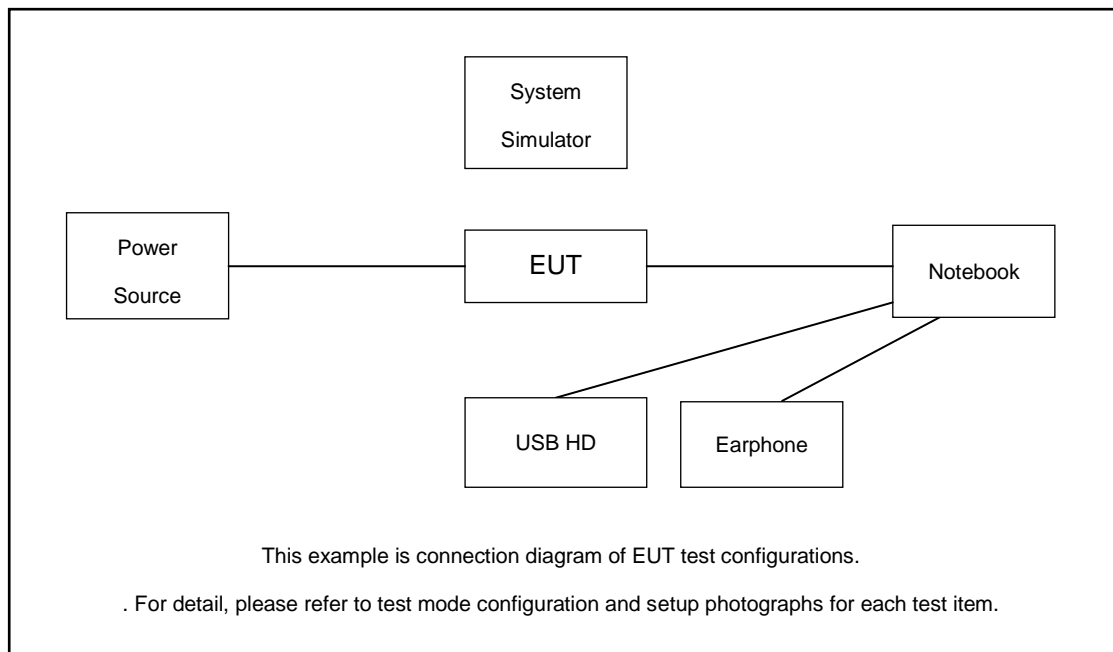 System
Simulator
Power
Source
EUT
Notebook
USB HD
Earphone
This example is connection diagram of EUT test configurations.
. For detail, please refer to test mode configuration and setup photographs for each test item.